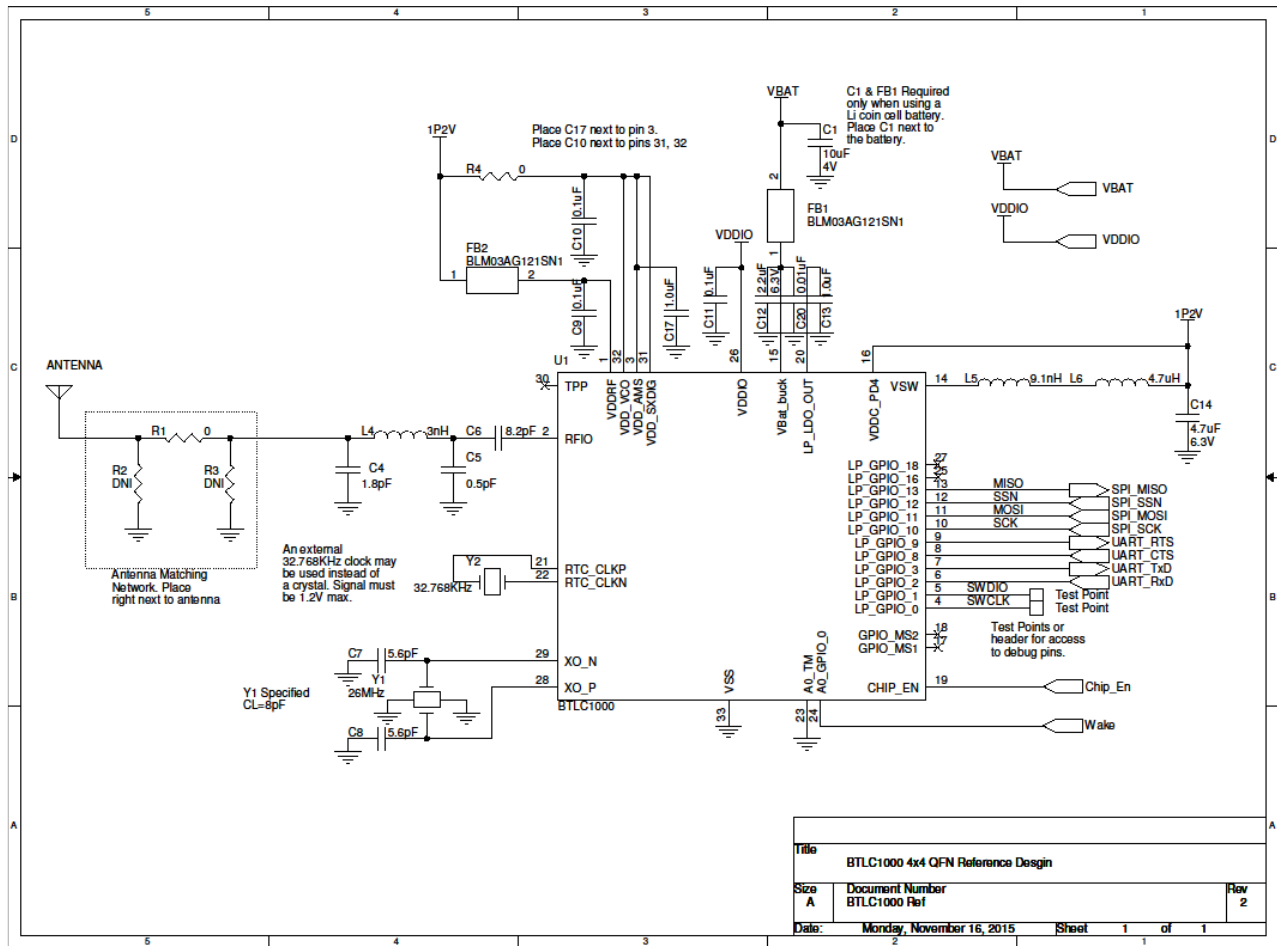 5 4 3 2 1
D
C
B
A
1P2V
Place C17 next to pin 3.
Place C10 next to pins 31, 32
R4 0
0.1uF
C10
FB2
BLM03AG121SN1
1 2
0.1uF
C9
1.0uF
C17
VBAT
C1 & FB1 Required
only when using a
Li coin cell battery.
Place C1 next to
the battery.
C1
10uF
4V
2
FB1
BLM03AG121SN1
1
VDDIO
0.1uF
C11
2.2uF
6.3V
C12
0.01uF
C20
1.0uF
C13
VBAT
VBAT
VDDIO
VDDIO
1P2V
ANTENNA
R1 0
R2
DNI
R3
DNI
Antenna Matching
Network. Place
right next to antenna
L4 3nH
C6 8.2pF
C4
1.8pF
C5
0.5pF
An external
32.768KHz clock may
be used instead of
a crystal. Signal must
be 1.2V max.
Y2
32.768KHz
C7 5.6pF
Y1
26MHz
Y1 Specified
CL=8pF
C8 5.6pF
U1
30 TPP
1 VDDRF
32 VDD_VCO
3 VDD_AMS
31 VDD_SXDIG
26 VDDIO
15 VBat_buck
20 LP_LDO_OUT
16 VDDC_PD4
2 RFIO
21 RTC_CLKP
22 RTC_CLKN
29 XO_N
28 XO_P
BTLC1000
VSS 33
AO_TM 23
AO_GPIO_0 24
VSW 14
L5 9.1nH L6 4.7uH
C14
4.7uF
6.3V
LP_GPIO_18 27
LP_GPIO_16 25
LP_GPIO_13 13 MISO SPI_MISO
LP_GPIO_12 12 SSN SPI_SSN
LP_GPIO_11 11 MOSI SPI_MOSI
LP_GPIO_10 10 SCK SPI_SCK
LP_GPIO_9 9 UART_RTS
LP_GPIO_8 8 UART_CTS
LP_GPIO_3 7 UART_TxD
LP_GPIO_2 6 UART_RxD
LP_GPIO_1 5 SWDIO Test Point
LP_GPIO_0 4 SWCLK Test Point
GPIO_MS2 18
GPIO_MS1 17
Test Points or
header for access
to debug pins.
CHIP_EN 19 Chip_En
Wake
Title
BTLC1000 4x4 QFN Reference Desgin
Size Document Number Rev
A BTLC1000 Ref 2
Date: Monday, November 16, 2015 Sheet 1 of 1
D
C
B
A
5 4 3 2 1